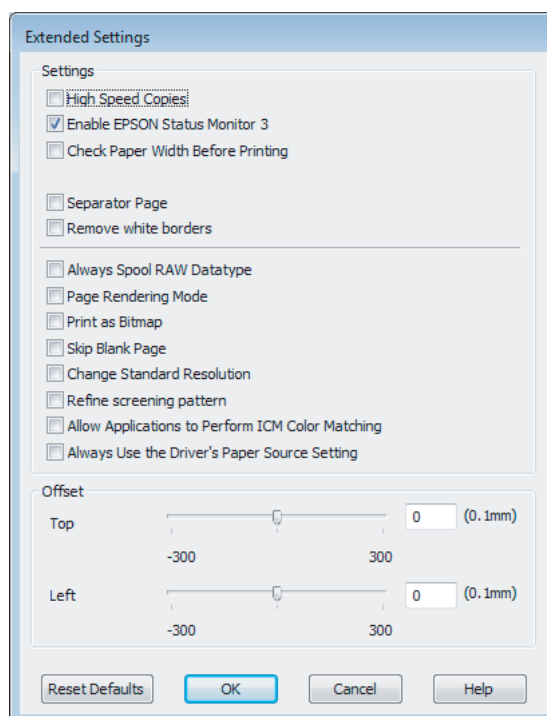 Extended Settings
Settings
High Speed Copies
Enable EPSON Status Monitor 3
Check Paper Width Before Printing
Separator Page
Remove white borders
Always Spool RAW Datatype
Page Rendering Mode
Print as Bitmap
Skip Blank Page
Change Standard Resolution
Refine screening pattern
Allow Applications to Perform ICM Color Matching
Always Use the Driver's Paper Source Setting
Offset
Top 0 (0.1mm)
-300 300
Left 0 (0.1mm)
-300 300
Reset Defaults OK Cancel Help